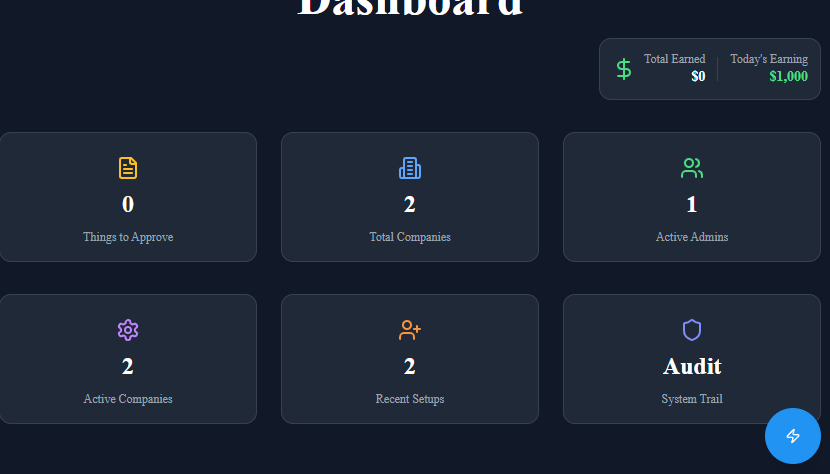 Dashboard
Total Earned
$0
Today's Earning
$1,000
0
Things to Approve
2
Total Companies
1
Active Admins
2
Active Companies
2
Recent Setups
Audit
System Trail